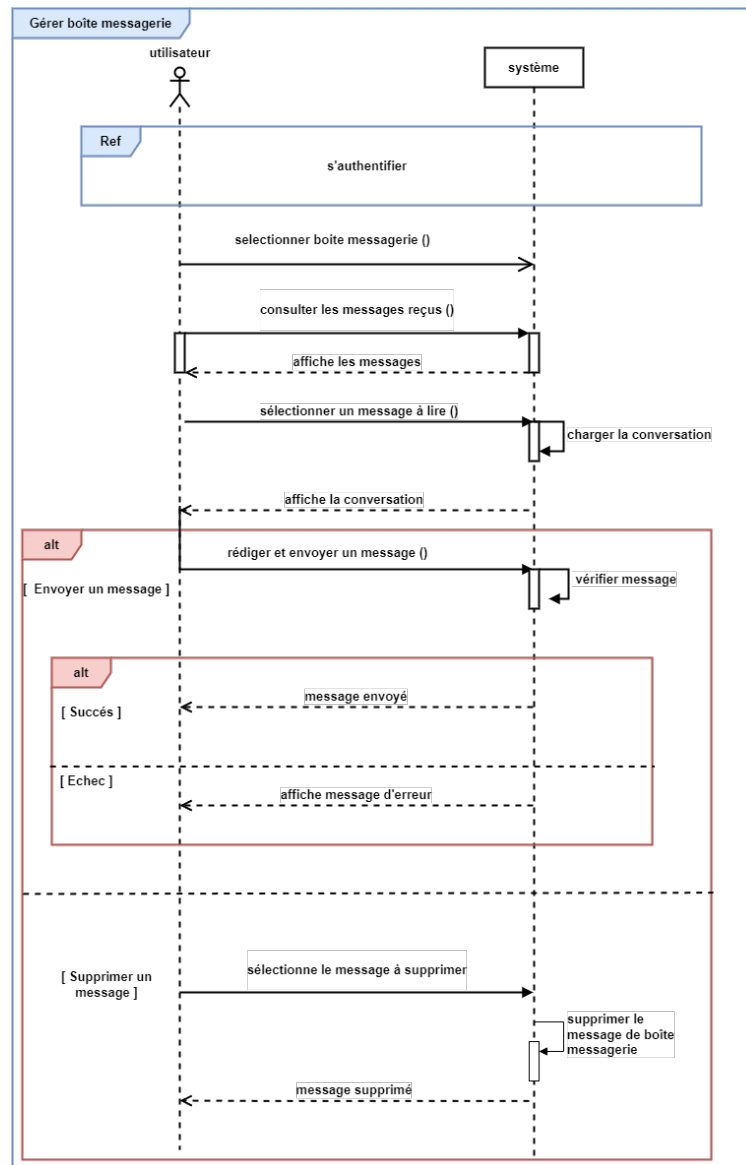 Gérer boîte messagerie
utilisateur
système
Ref
s'authentifier
selectionner boite messagerie ()
consulter les messages reçus ()
affiche les messages
sélectionner un message à lire ()
charger la conversation
affiche la conversation
alt
rédiger et envoyer un message ()
[ Envoyer un message ]
vérifier message
alt
message envoyé
[ Succés ]
[ Echec ]
affiche message d'erreur
sélectionne le message à supprimer
[ Supprimer un
message ]
supprimer le
message de boîte
messagerie
message supprimé